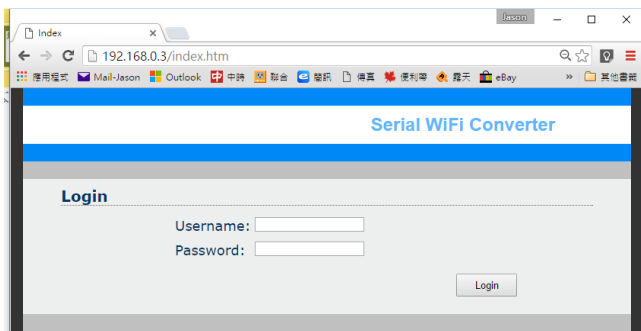 Jason
Index
192.168.0.3/index.htm
應用程式 Mail-Jason Outlook 中時 聯合 簡訊 傳真 便利帶 露天 eBay » 其他書籤
Serial WiFi Converter
Login
Username:
Password:
Login